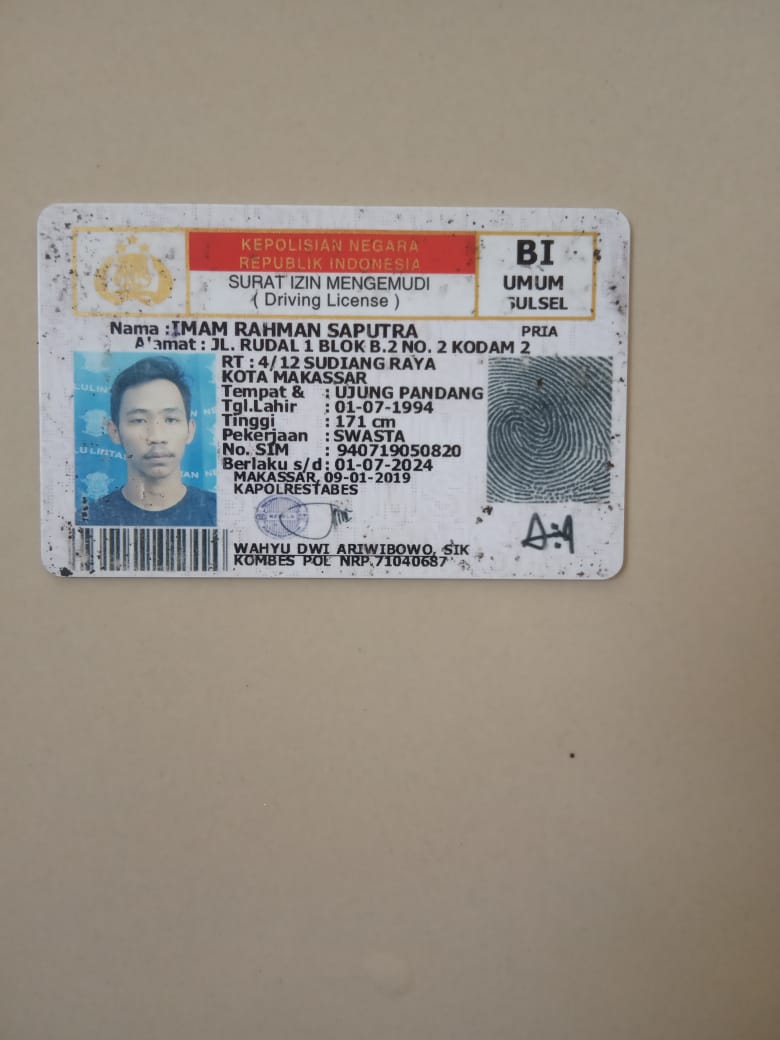 KEPOLISIAN NEGARA
REPUBLIK INDONESIA
SURAT IZIN MENGEMUDI
( Driving License )
BI
UMUM
SULSEL
Nama : IMAM RAHMAN SAPUTRA
PRIA
Alamat : JL. RUDAL 1 BLOK B.2 NO. 2 KODAM 2
RT : 4/12 SUDIANG RAYA
KOTA MAKASSAR
Tempat & : UJUNG PANDANG
Tgl.Lahir : 01-07-1994
Tinggi : 171 cm
Pekerjaan : SWASTA
No. SIM : 940719050820
Berlaku s/d : 01-07-2024
MAKASSAR, 09-01-2019
KAPOLRESTABES
WAHYU DWI ARIWIBOWO, SIK
KOMBES POL NRP.71040687